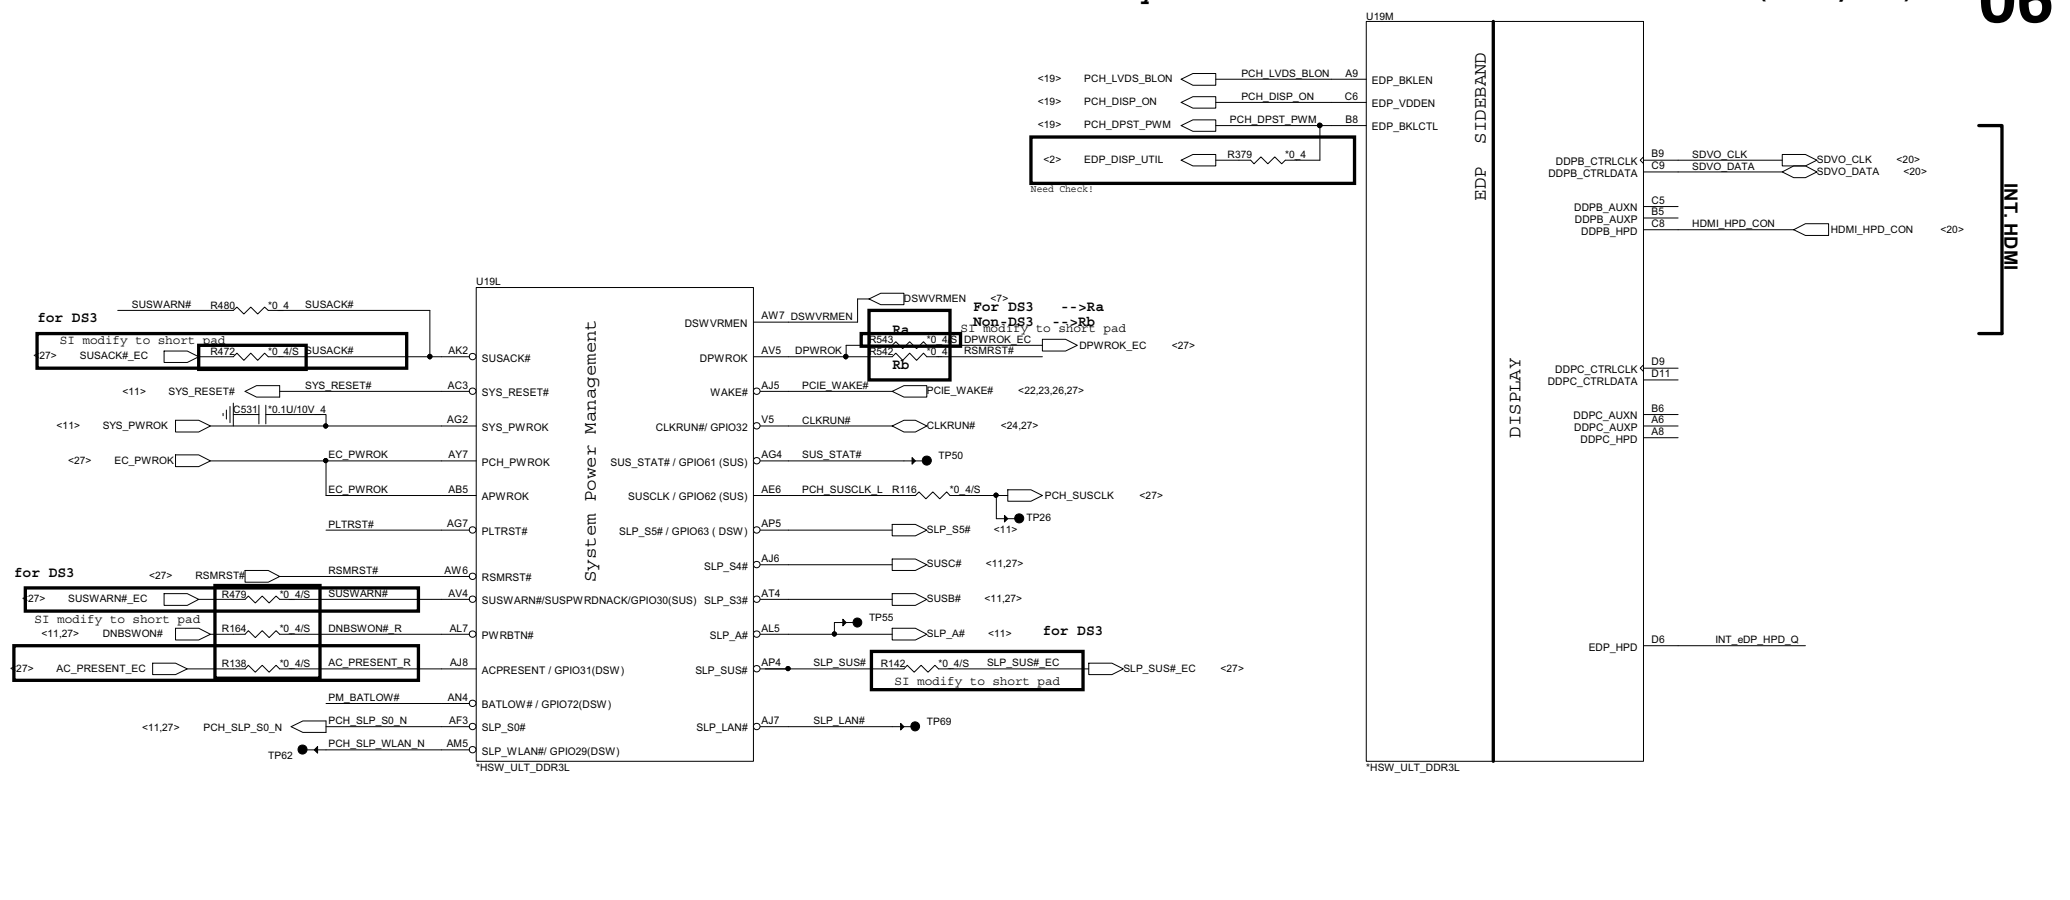 06
U19M
EDP SIDEBAND
DISPLAY
<19> PCH_LVDS_BLON PCH_LVDS_BLON A9 EDP_BKLEN
<19> PCH_DISP_ON PCH_DISP_ON C6 EDP_VDDEN
<19> PCH_DPST_PWM PCH_DPST_PWM B8 EDP_BKLCTL
<2> EDP_DISP_UTIL R379 *0_4
Need Check!
DDPB_CTRLCLK B9 SDVO_CLK SDVO_CLK <20>
DDPB_CTRLDATA C9 SDVO_DATA SDVO_DATA <20>
DDPB_AUXN C5
DDPB_AUXP B5
DDPB_HPD C8 HDMI_HPD_CON HDMI_HPD_CON <20>
INT. HDMI
DDPC_CTRLCLK D9
DDPC_CTRLDATA D11
DDPC_AUXN B6
DDPC_AUXP A6
DDPC_HPD A8
EDP_HPD D6 INT_eDP_HPD_Q
*HSW_ULT_DDR3L
U19L
System Power Management
SUSWARN# R480 *0_4 SUSACK#
for DS3
SI modify to short pad
<27> SUSACK#_EC R472 *0_4/S SUSACK# AK2 SUSACK#
<11> SYS_RESET# SYS_RESET# AC3 SYS_RESET#
C531 *0.1U/10V_4
<11> SYS_PWROK AG2 SYS_PWROK
<27> EC_PWROK EC_PWROK AY7 PCH_PWROK
EC_PWROK AB5 APWROK
PLTRST# AG7 PLTRST#
for DS3
<27> RSMRST# RSMRST# AW6 RSMRST#
<27> SUSWARN#_EC R479 *0_4/S SUSWARN# AV4 SUSWARN#/SUSPWRDNACK/GPIO30(SUS)
SI modify to short pad
<11,27> DNBSWON# R164 *0_4/S DNBSWON#_R AL7 PWRBTN#
<27> AC_PRESENT_EC R138 *0_4/S AC_PRESENT_R AJ8 ACPRESENT / GPIO31(DSW)
PM_BATLOW# AN4 BATLOW# / GPIO72(DSW)
<11,27> PCH_SLP_S0_N PCH_SLP_S0_N AF3 SLP_S0#
TP62 PCH_SLP_WLAN_N AM5 SLP_WLAN#/ GPIO29(DSW)
*HSW_ULT_DDR3L
DSWVRMEN AW7 DSWVRMEN DSWVRMEN <7>
For DS3 -->Ra
Non-DS3 -->Rb
SI modify to short pad
Ra
R543 *0_4/S DPWROK_EC DPWROK_EC <27>
DPWROK AV5 DPWROK R542 *0_4 RSMRST#
Rb
WAKE# AJ5 PCIE_WAKE# PCIE_WAKE# <22,23,26,27>
CLKRUN#/ GPIO32 V5 CLKRUN# CLKRUN# <24,27>
SUS_STAT# / GPIO61 (SUS) AG4 SUS_STAT# TP50
SUSCLK / GPIO62 (SUS) AE6 PCH_SUSCLK_L R116 *0_4/S PCH_SUSCLK <27>
TP26
SLP_S5# / GPIO63 ( DSW) AP5 SLP_S5# <11>
SLP_S4# AJ6 SUSC# <11,27>
SLP_S3# AT4 SUSB# <11,27>
TP55
SLP_A# AL5 SLP_A# <11>
for DS3
SLP_SUS# AP4 SLP_SUS# R142 *0_4/S SLP_SUS#_EC SLP_SUS#_EC <27>
SI modify to short pad
SLP_LAN# AJ7 SLP_LAN# TP69